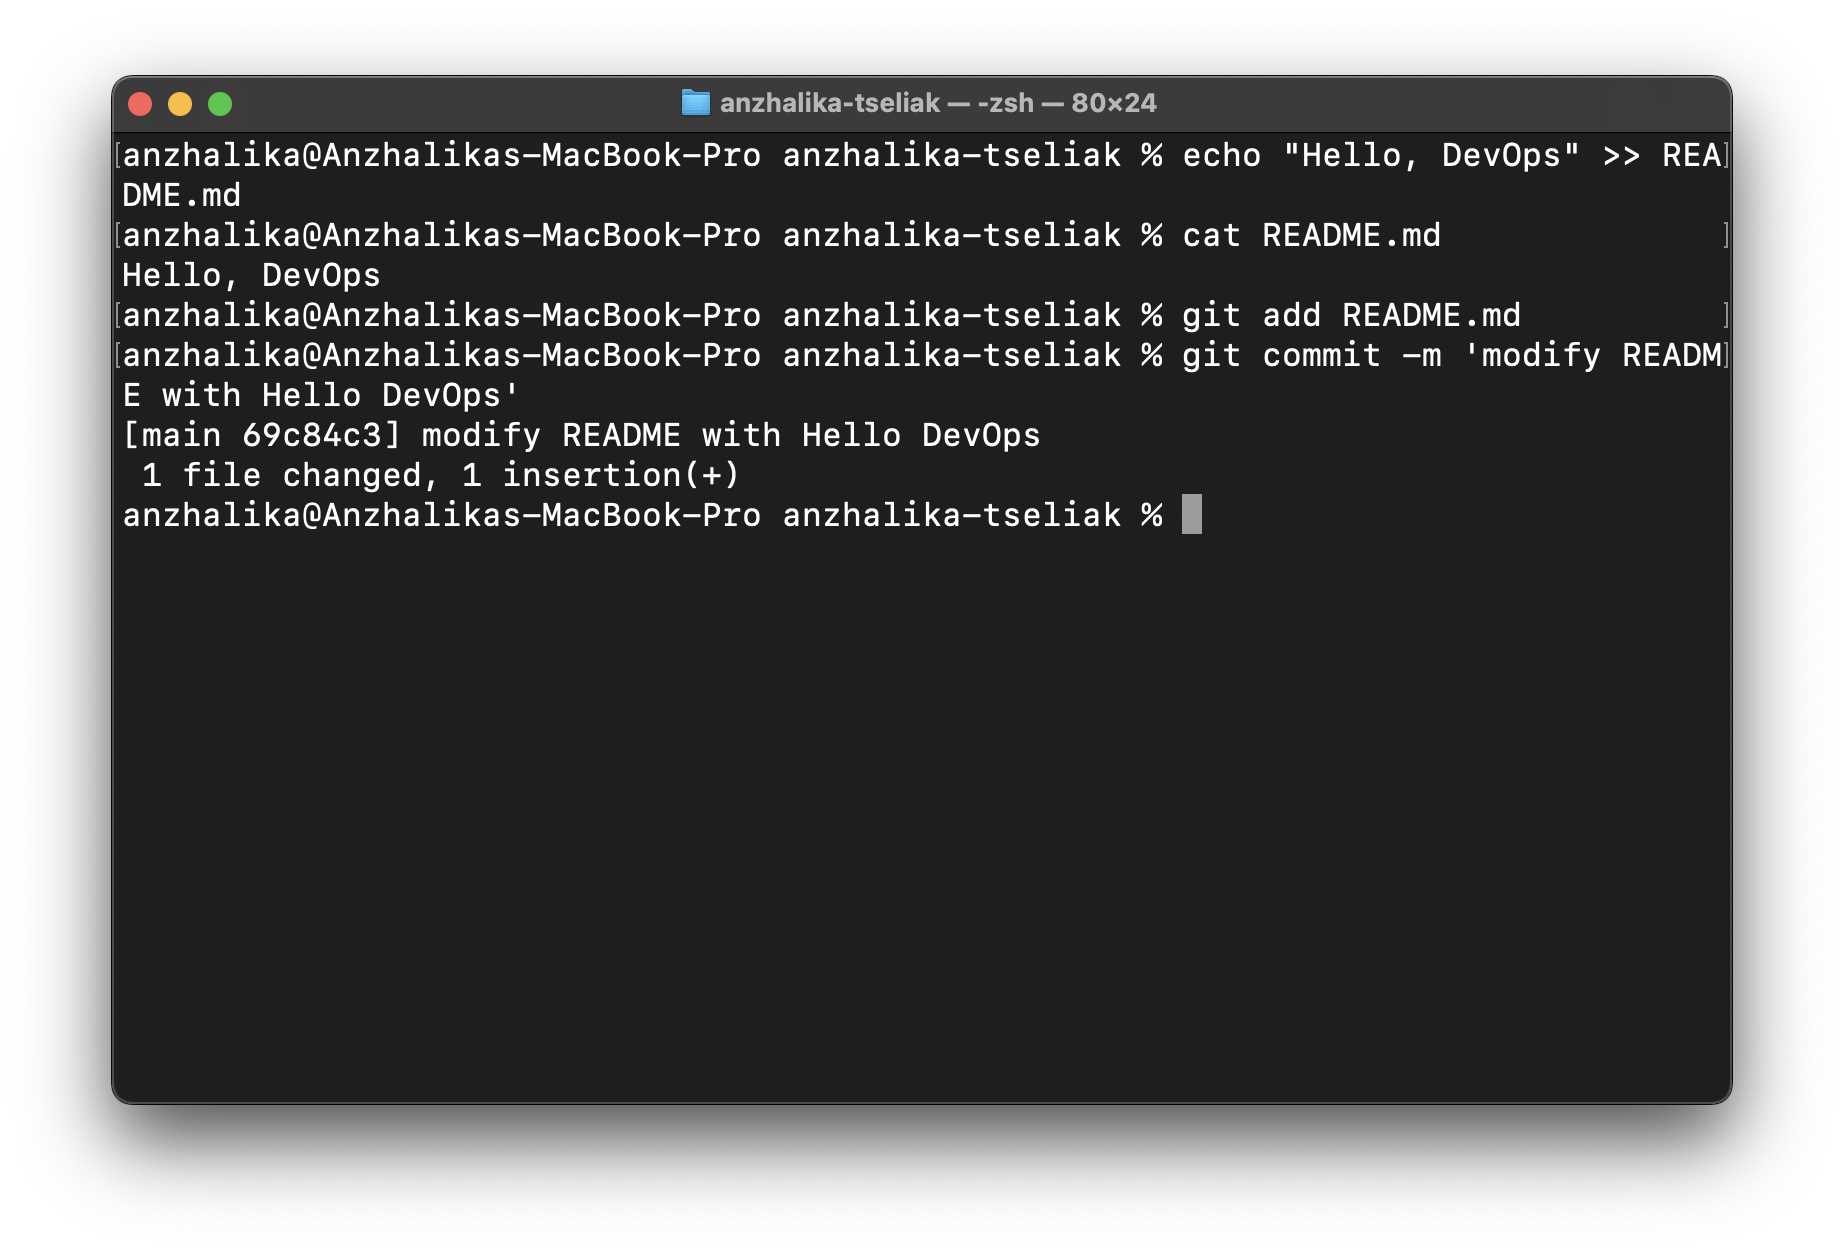 anzhalika-tseliak — -zsh — 80×24
[anzhalika@Anzhalikas-MacBook-Pro anzhalika-tseliak % echo "Hello, DevOps" >> REA]
DME.md
[anzhalika@Anzhalikas-MacBook-Pro anzhalika-tseliak % cat README.md ]
Hello, DevOps
[anzhalika@Anzhalikas-MacBook-Pro anzhalika-tseliak % git add README.md ]
[anzhalika@Anzhalikas-MacBook-Pro anzhalika-tseliak % git commit -m 'modify READM]
E with Hello DevOps'
[main 69c84c3] modify README with Hello DevOps
 1 file changed, 1 insertion(+)
anzhalika@Anzhalikas-MacBook-Pro anzhalika-tseliak %